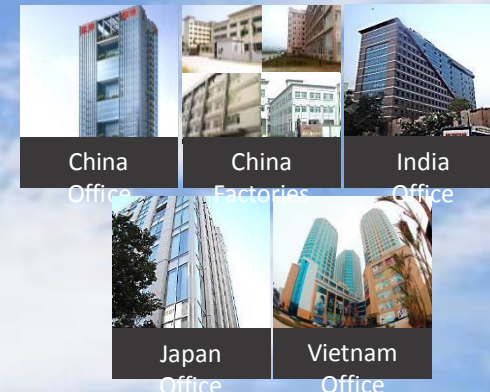 China
Office
China
Factories
India
Office
Japan
Office
Vietnam
Office